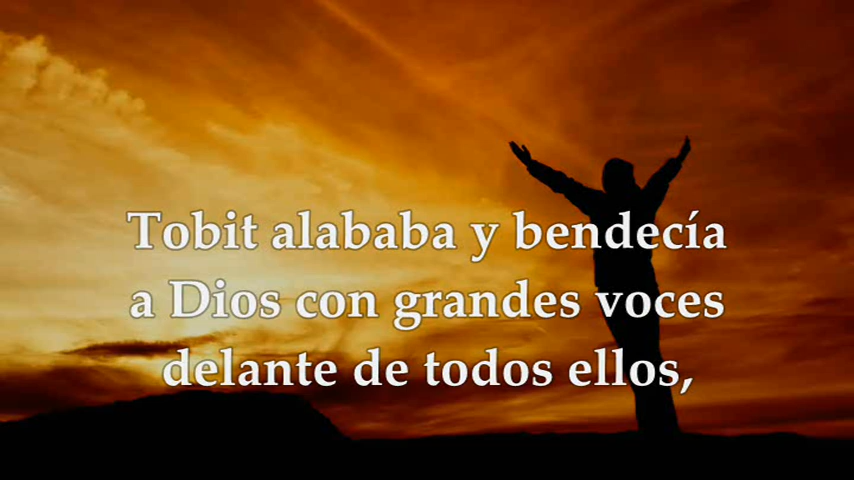 Tobit alababa y bendecía
a Dios con grandes voces
delante de todos ellos,